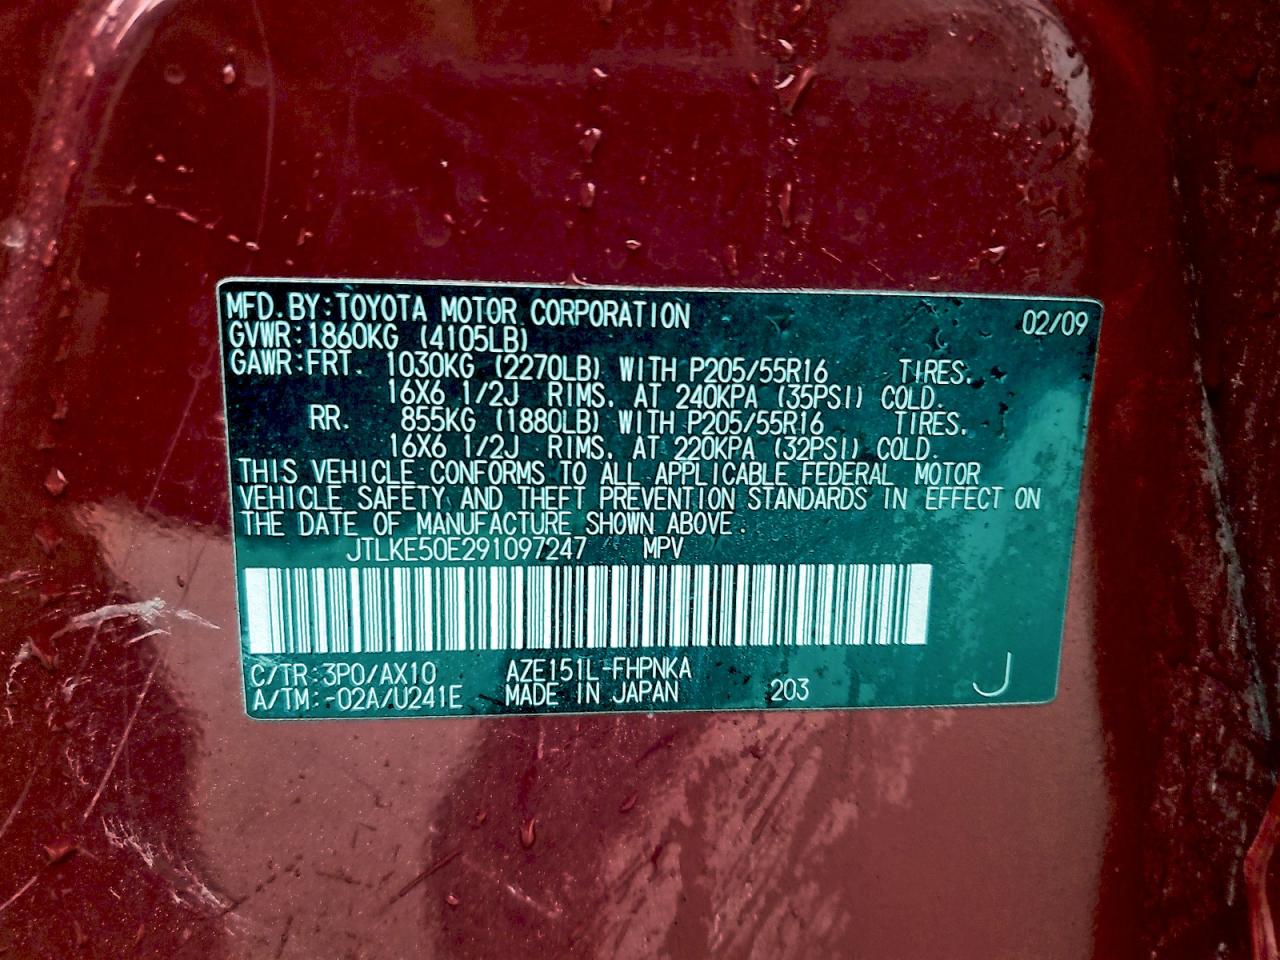 MFD. BY: TOYOTA MOTOR CORPORATION 02/09
GVWR: 1860KG (4105LB)
GAWR: FRT. 1030KG (2270LB) WITH P205/55R16 TIRES.
16X6 1/2J RIMS. AT 240KPA (35PSI) COLD.
RR. 855KG (1880LB) WITH P205/55R16 TIRES.
16X6 1/2J RIMS. AT 220KPA (32PSI) COLD.
THIS VEHICLE CONFORMS TO ALL APPLICABLE FEDERAL MOTOR
VEHICLE SAFETY AND THEFT PREVENTION STANDARDS IN EFFECT ON
THE DATE OF MANUFACTURE SHOWN ABOVE.
JTLKE50E291097247 MPV
C/TR: 3P0/AX10 AZE151L-FHPNKA
A/TM: -02A/U241E MADE IN JAPAN 203 J